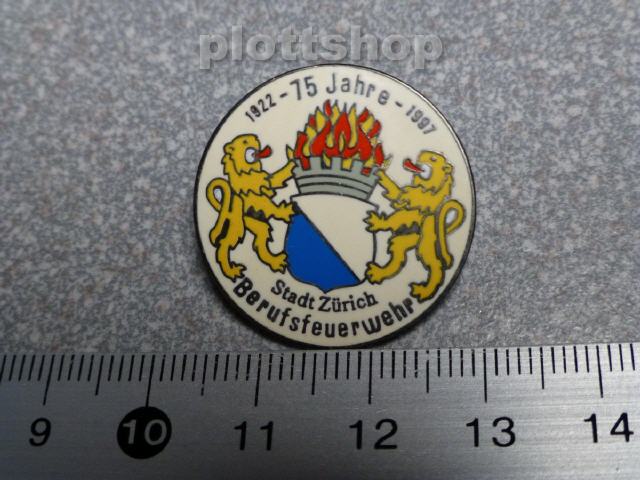 plottshop
1922 - 75 Jahre - 1997
Stadt Zürich
Berufsfeuerwehr
9 10 11 12 13 14